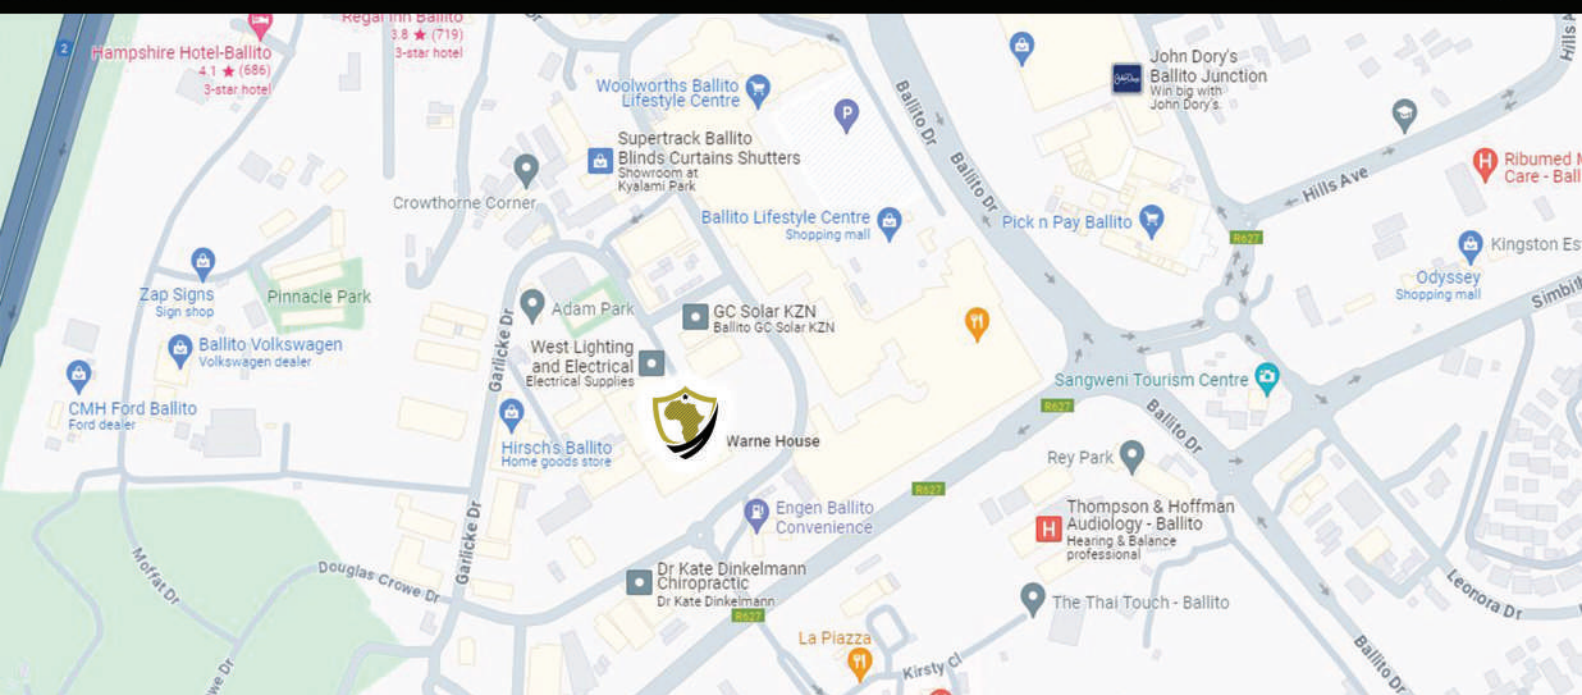 Regal Inn Ballito
3.8 ★ (719)
3-star hotel
Hampshire Hotel-Ballito
4.1 ★ (686)
3-star hotel
2
Dr
Woolworths Ballito
Lifestyle Centre
P
Ballito Dr
John Dory's
Ballito Junction
Win big with
John Dory's.
Hills A
Supertrack Ballito
Blinds Curtains Shutters
Showroom at
Kyalami Park
Ballito Dr
Hills Ave
H
Ribumed M
Care - Ball
Crowthorne Corner
Ballito Lifestyle Centre
Shopping mall
Pick n Pay Ballito
R627
Kingston Es
Odyssey
Shopping mall
Simbith
Zap Signs
Sign shop
Pinnacle Park
Adam Park
GC Solar KZN
Ballito GC Solar KZN
Garlicke Dr
Ballito Volkswagen
Volkswagen dealer
West Lighting
and Electrical
Electrical Supplies
CMH Ford Ballito
Ford dealer
Sangweni Tourism Centre
R627
Ballito Dr
Hirsch's Ballito
Home goods store
Warne House
Rey Park
R627
Garlicke Dr
Engen Ballito
Convenience
H
Thompson & Hoffman
Audiology - Ballito
Hearing & Balance
professional
Moffat Dr
Douglas Crowe Dr
Dr Kate Dinkelmann
Chiropractic
Dr Kate Dinkelmann
R627
The Thai Touch - Ballito
Leonora Dr
La Piazza
Kirsty Cl
Ballito Dr
we Dr